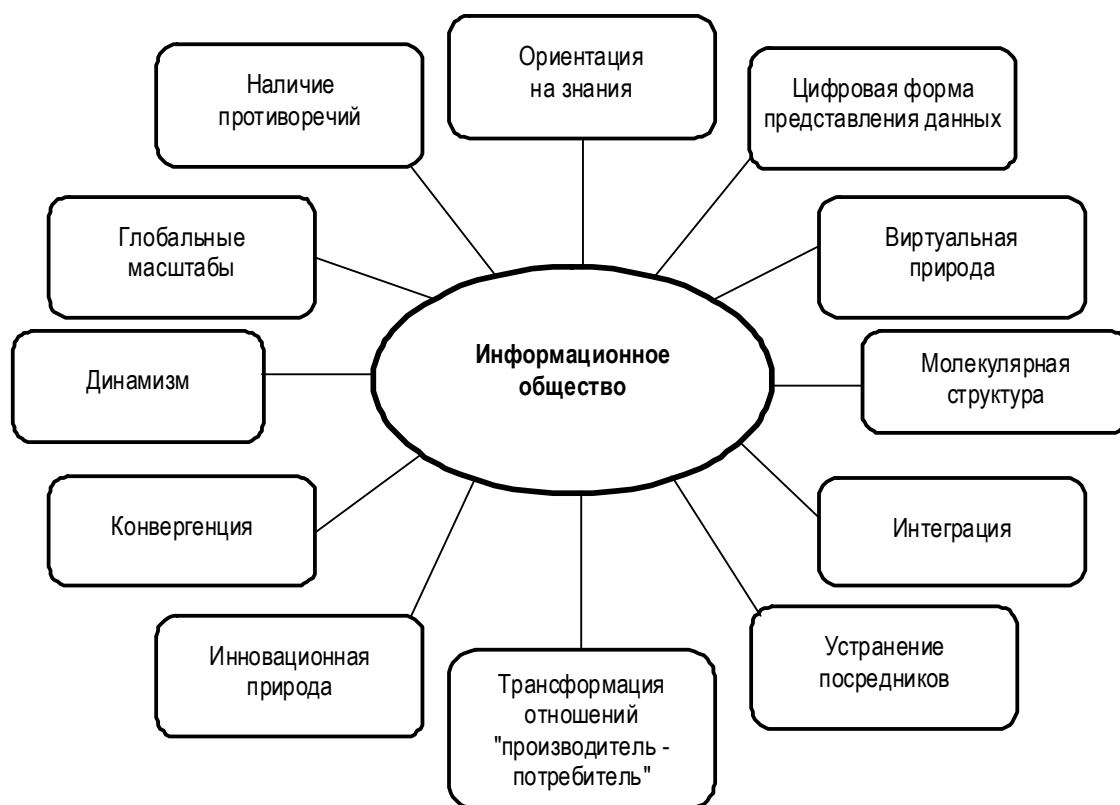 Ориентация
на знания
Цифровая форма
представления данных
Виртуальная
природа
Молекулярная
структура
Интеграция
Устранение
посредников
Трансформация
отношений
"производитель -
потребитель"
Инновационная
природа
Конвергенция
Динамизм
Глобальные
масштабы
Наличие
противоречий
Информационное
общество